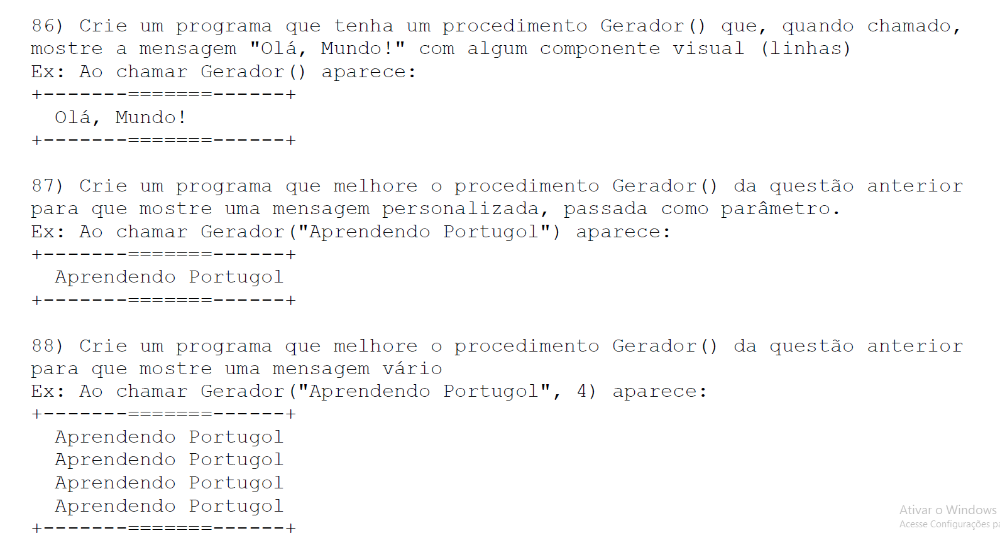 86) Crie um programa que tenha um procedimento Gerador() que, quando chamado,
mostre a mensagem "Olá, Mundo!" com algum componente visual (linhas)
Ex: Ao chamar Gerador() aparece:
+-------=======------+
  Olá, Mundo!
+-------=======------+

87) Crie um programa que melhore o procedimento Gerador() da questão anterior
para que mostre uma mensagem personalizada, passada como parâmetro.
Ex: Ao chamar Gerador("Aprendendo Portugol") aparece:
+-------=======------+
  Aprendendo Portugol
+-------=======------+

88) Crie um programa que melhore o procedimento Gerador() da questão anterior
para que mostre uma mensagem vário
Ex: Ao chamar Gerador("Aprendendo Portugol", 4) aparece:
+-------=======------+
  Aprendendo Portugol
  Aprendendo Portugol
  Aprendendo Portugol
  Aprendendo Portugol
+-------=======------+
Ativar o Windows
Acesse Configurações